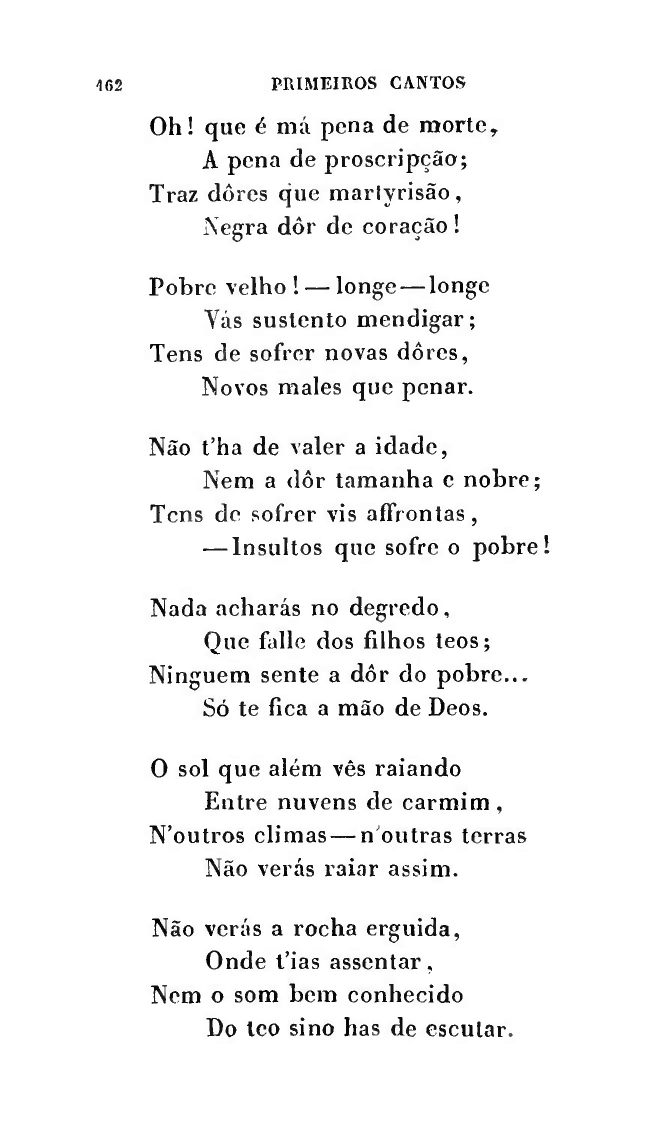 162 PRIMEIROS CANTOS
Oh! que é má pena de morte,
A pena de proscripção;
Traz dôres que martyrisão,
Negra dôr de coração!
Pobre velho! — longe — longe
Vás sustento mendigar;
Tens de sofrer novas dôres,
Novos males que penar.
Não t'ha de valer a idade,
Nem a dôr tamanha e nobre;
Tens de sofrer vis affrontas,
— Insultos que sofre o pobre!
Nada acharás no degredo,
Que falle dos filhos teos;
Ninguem sente a dôr do pobre...
Só te fica a mão de Deos.
O sol que além vês raiando
Entre nuvens de carmim,
N'outros climas — n'outras terras
Não verás raiar assim.
Não verás a rocha erguida,
Onde t'ias assentar,
Nem o som bem conhecido
Do teo sino has de escutar.